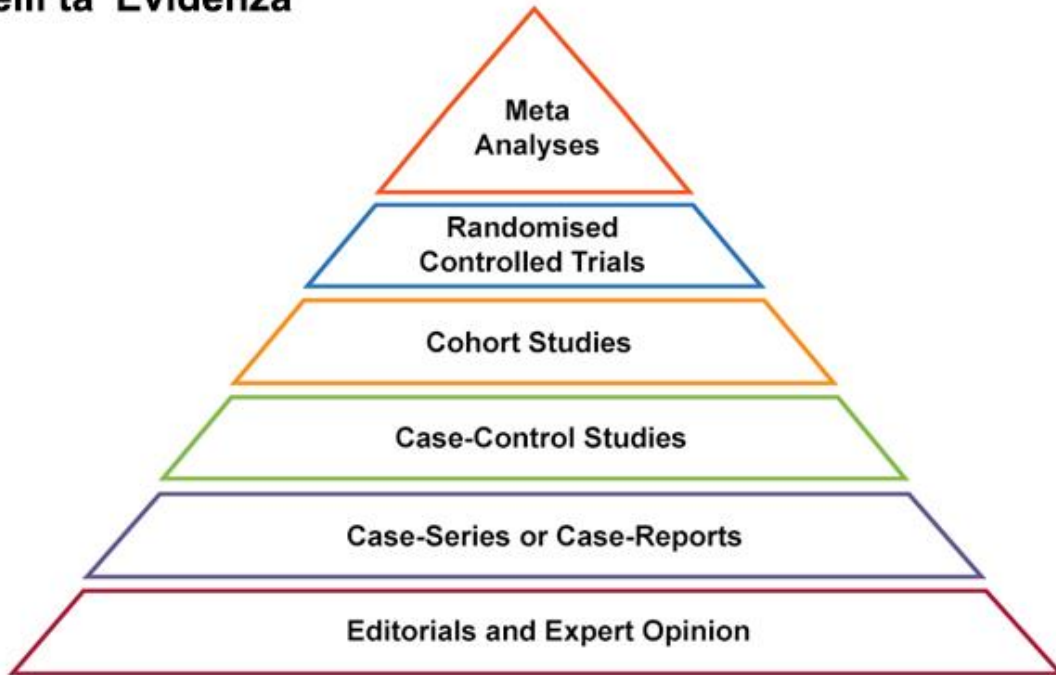 ta' Evidenza
Meta
Analyses
Randomised
Controlled Trials
Cohort Studies
Case-Control Studies
Case-Series or Case-Reports
Editorials and Expert Opinion